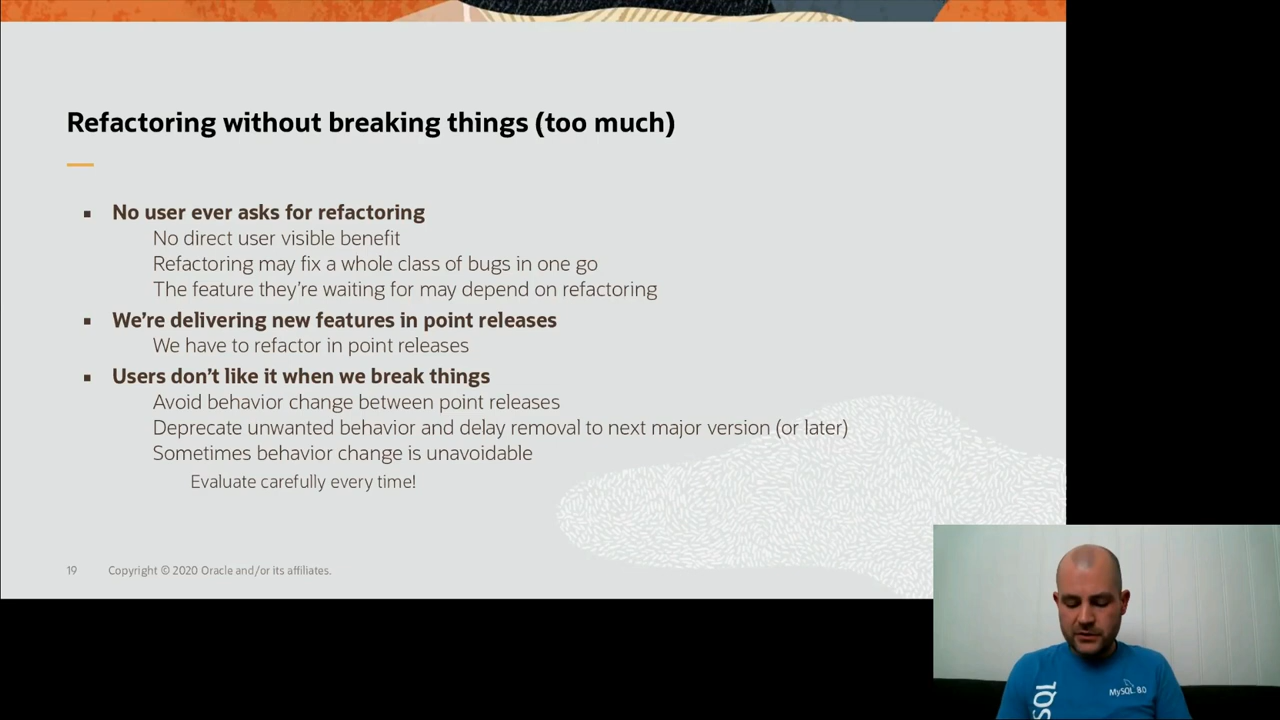 Refactoring without breaking things (too much)
▪ No user ever asks for refactoring
No direct user visible benefit
Refactoring may fix a whole class of bugs in one go
The feature they're waiting for may depend on refactoring
▪ We're delivering new features in point releases
We have to refactor in point releases
▪ Users don't like it when we break things
Avoid behavior change between point releases
Deprecate unwanted behavior and delay removal to next major version (or later)
Sometimes behavior change is unavoidable
Evaluate carefully every time!
19 Copyright © 2020 Oracle and/or its affiliates.
MySQL 8.0
SQL